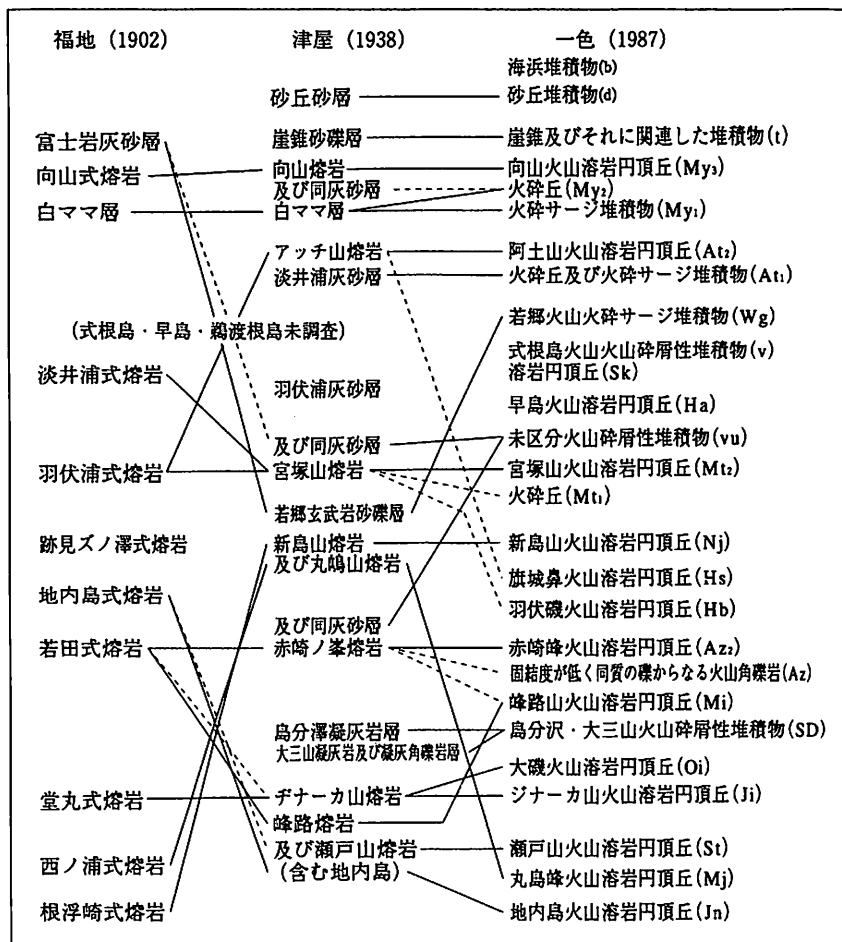 福地 (1902)
津屋 (1938)
一色 (1987)
海浜堆積物(b)
砂丘砂層
砂丘堆積物(d)
富士岩灰砂層
崖錐砂礫層
崖錐及びそれに関連した堆積物(t)
向山式熔岩
向山熔岩
向山火山溶岩円頂丘(My₃)
及び同灰砂層
火砕丘(My₂)
白ママ層
白ママ層
火砕サージ堆積物(My₁)
アッチ山熔岩
阿土山火山溶岩円頂丘(At₂)
淡井浦灰砂層
火砕丘及び火砕サージ堆積物(At₁)
若郷火山火砕サージ堆積物(Wg)
(式根島・早島・鵜渡根島未調査)
式根島火山火山砕屑性堆積物(v)
溶岩円頂丘(Sk)
淡井浦式熔岩
羽伏浦灰砂層
早島火山溶岩円頂丘(Ha)
及び同灰砂層
未区分火山砕屑性堆積物(vu)
羽伏浦式熔岩
宮塚山熔岩
宮塚山火山溶岩円頂丘(Mt₂)
火砕丘(Mt₁)
若郷玄武岩砂礫層
跡見ズノ澤式熔岩
新島山熔岩
新島山火山溶岩円頂丘(Nj)
及び丸嶋山熔岩
旗城鼻火山溶岩円頂丘(Hs)
地内島式熔岩
羽伏磯火山溶岩円頂丘(Hb)
及び同灰砂層
若田式熔岩
赤崎ノ峯熔岩
赤崎峰火山溶岩円頂丘(Az₂)
固結度が低く同質の礫からなる火山角礫岩(Az)
峰路山火山溶岩円頂丘(Mi)
島分澤凝灰岩層
島分沢・大三山火山砕屑性堆積物(SD)
大三山凝灰岩及び凝灰角礫岩層
大磯火山溶岩円頂丘(Oi)
堂丸式熔岩
ヂナーカ山熔岩
ジナーカ山火山溶岩円頂丘(Ji)
峰路熔岩
及び瀬戸山熔岩
瀬戸山火山溶岩円頂丘(St)
西ノ浦式熔岩
(含む地内島)
丸島峰火山溶岩円頂丘(Mj)
根浮崎式熔岩
地内島火山溶岩円頂丘(Jn)